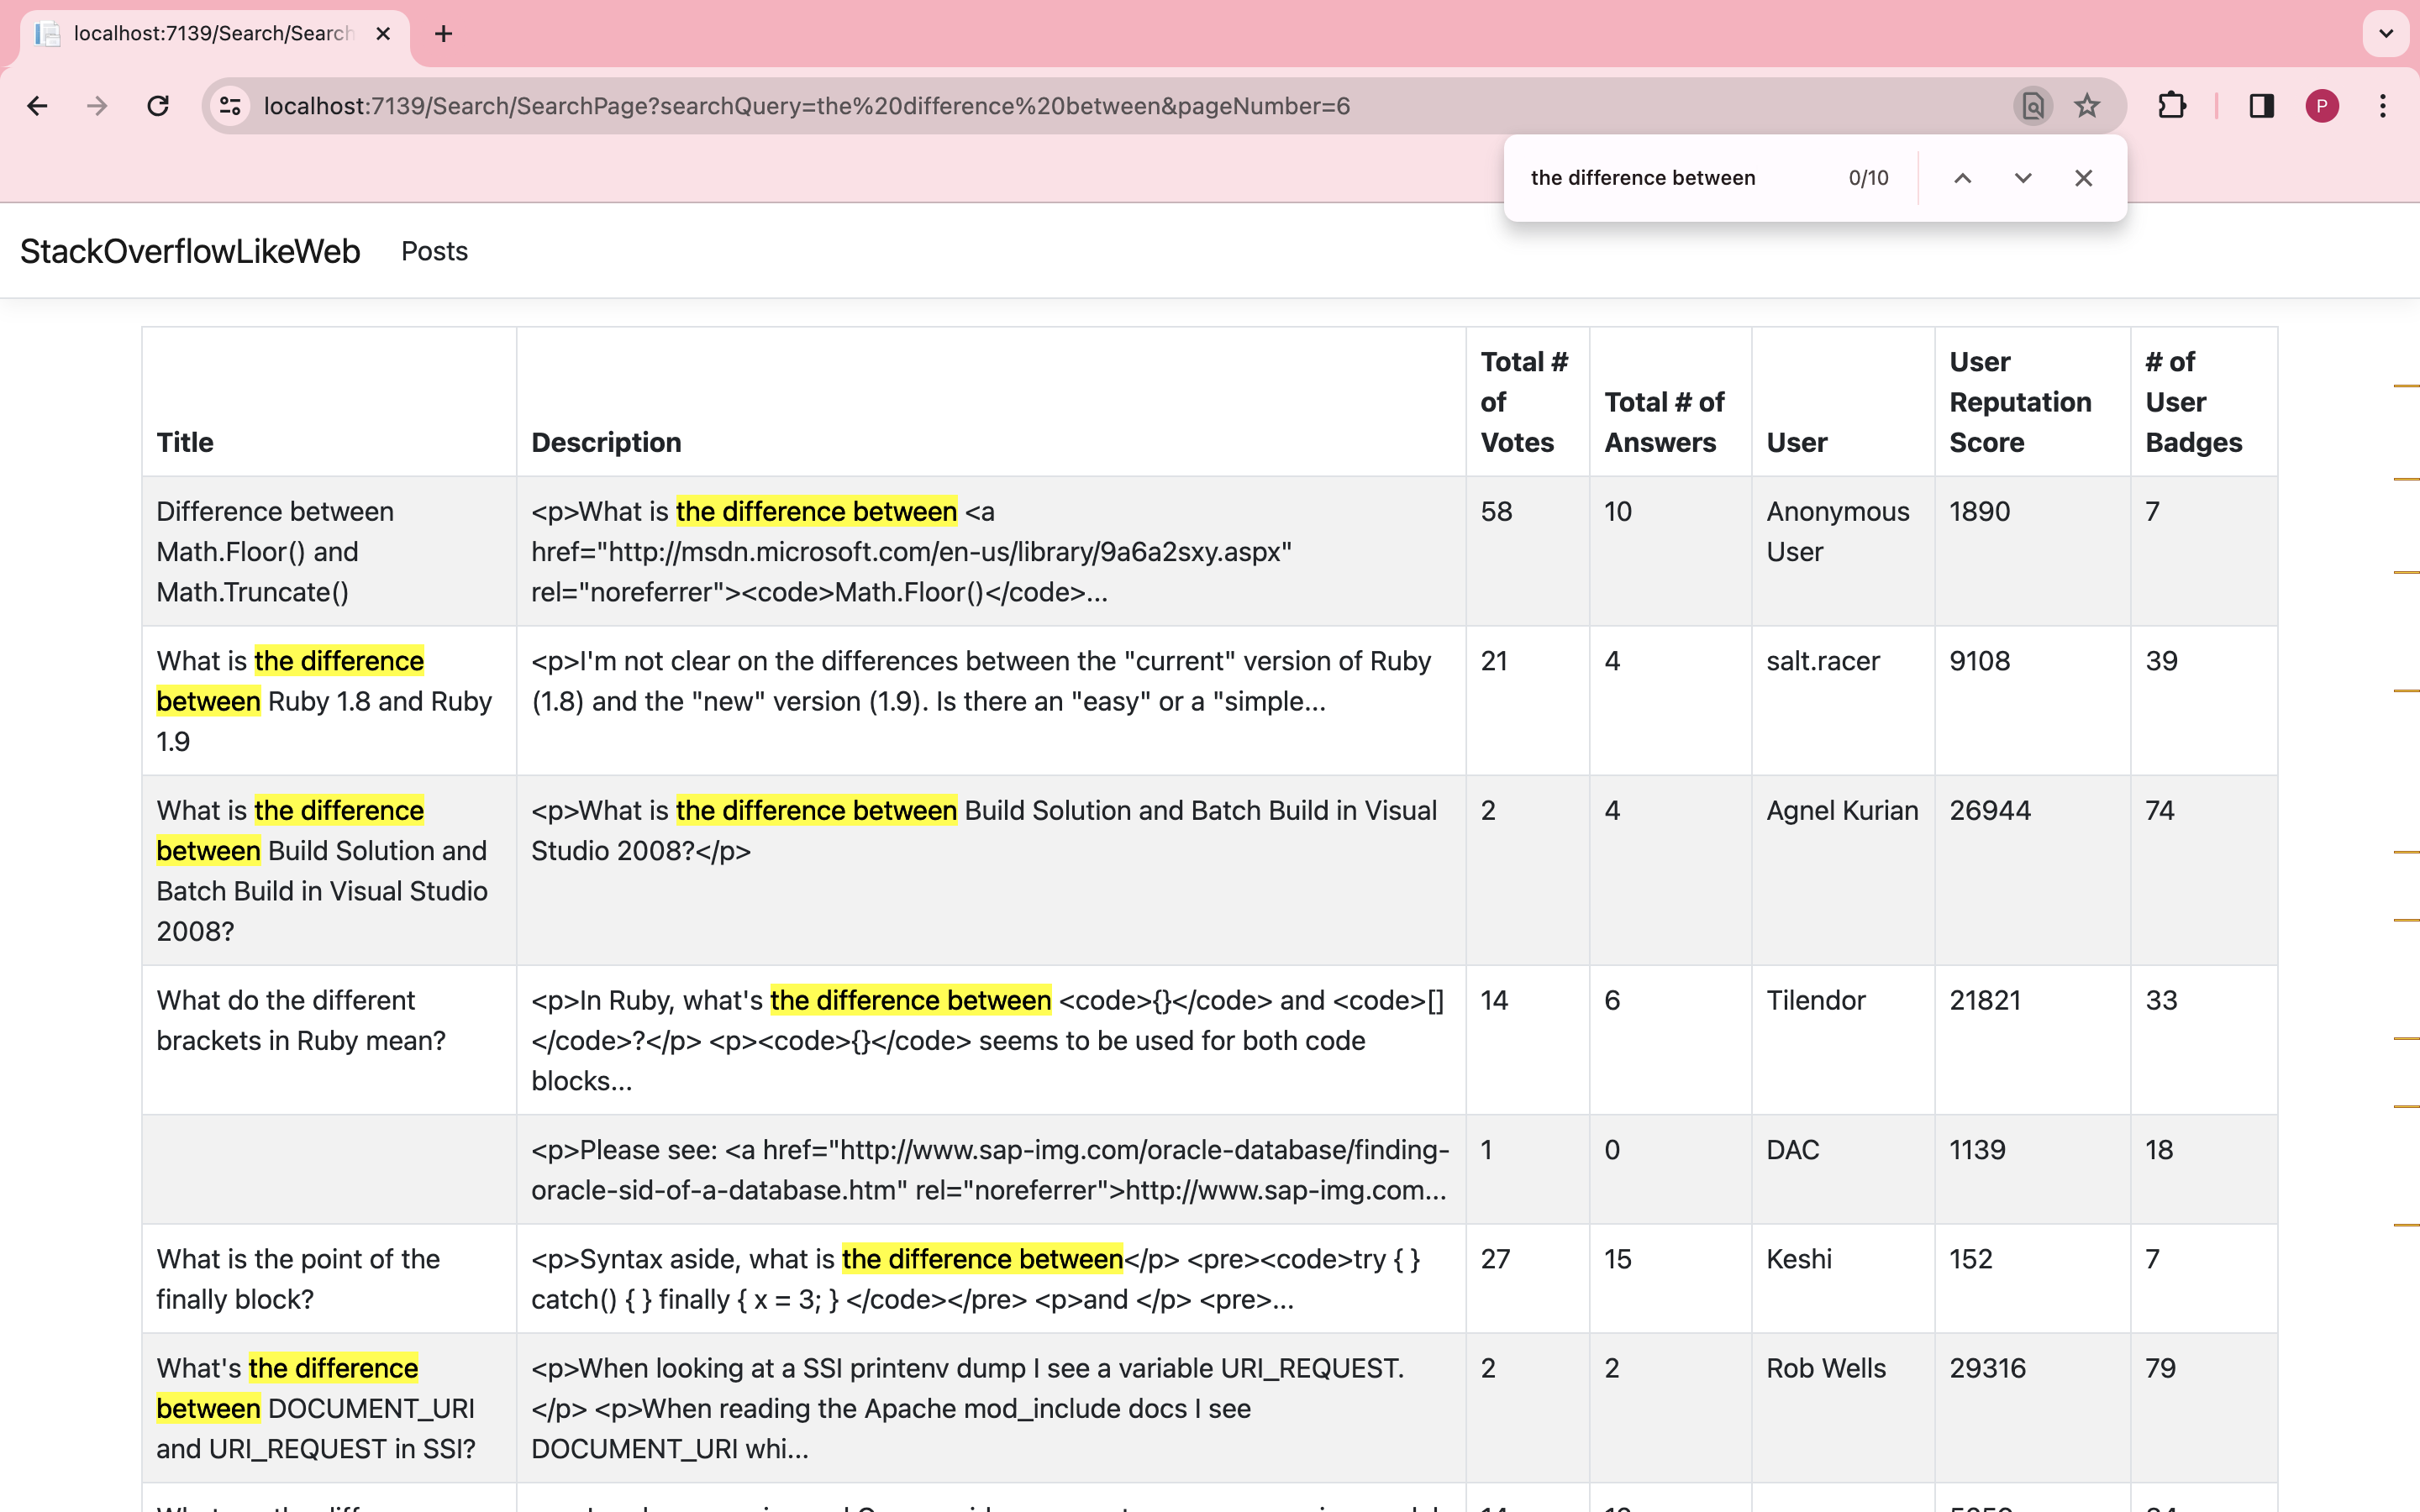 localhost:7139/Search/Search
localhost:7139/Search/SearchPage?searchQuery=the%20difference%20between&pageNumber=6
P
the difference between 0/10
StackOverflowLikeWeb Posts
Title
Description
Total #
of
Votes
Total # of
Answers
User
User
Reputation
Score
# of
User
Badges
Difference between
Math.Floor() and
Math.Truncate()
<p>What is the difference between <a
href="http://msdn.microsoft.com/en-us/library/9a6a2sxy.aspx"
rel="noreferrer"><code>Math.Floor()</code>...
58
10
Anonymous
User
1890
7
What is the difference
between Ruby 1.8 and Ruby
1.9
<p>I'm not clear on the differences between the "current" version of Ruby
(1.8) and the "new" version (1.9). Is there an "easy" or a "simple...
21
4
salt.racer
9108
39
What is the difference
between Build Solution and
Batch Build in Visual Studio
2008?
<p>What is the difference between Build Solution and Batch Build in Visual
Studio 2008?</p>
2
4
Agnel Kurian
26944
74
What do the different
brackets in Ruby mean?
<p>In Ruby, what's the difference between <code>{}</code> and <code>[]
</code>?</p> <p><code>{}</code> seems to be used for both code
blocks...
14
6
Tilendor
21821
33
<p>Please see: <a href="http://www.sap-img.com/oracle-database/finding-
oracle-sid-of-a-database.htm" rel="noreferrer">http://www.sap-img.com...
1
0
DAC
1139
18
What is the point of the
finally block?
<p>Syntax aside, what is the difference between</p> <pre><code>try { }
catch() { } finally { x = 3; } </code></pre> <p>and </p> <pre>...
27
15
Keshi
152
7
What's the difference
between DOCUMENT_URI
and URI_REQUEST in SSI?
<p>When looking at a SSI printenv dump I see a variable URI_REQUEST.
</p> <p>When reading the Apache mod_include docs I see
DOCUMENT_URI whi...
2
2
Rob Wells
29316
79